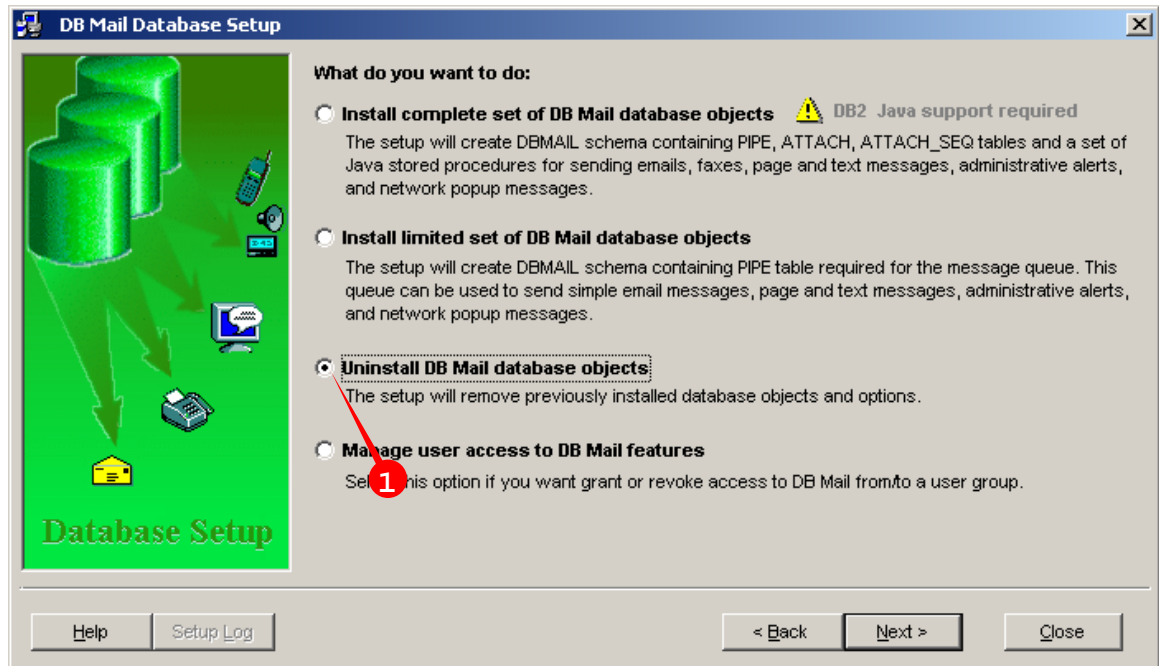 DB Mail Database Setup
What do you want to do:
Install complete set of DB Mail database objects DB2 Java support required
The setup will create DBMAIL schema containing PIPE, ATTACH, ATTACH_SEQ tables and a set of
Java stored procedures for sending emails, faxes, page and text messages, administrative alerts,
and network popup messages.
Install limited set of DB Mail database objects
The setup will create DBMAIL schema containing PIPE table required for the message queue. This
queue can be used to send simple email messages, page and text messages, administrative alerts,
and network popup messages.
Uninstall DB Mail database objects
The setup will remove previously installed database objects and options.
Manage user access to DB Mail features
1
this option if you want grant or revoke access to DB Mail from/to a user group.
Database Setup
Help Setup Log < Back Next > Close